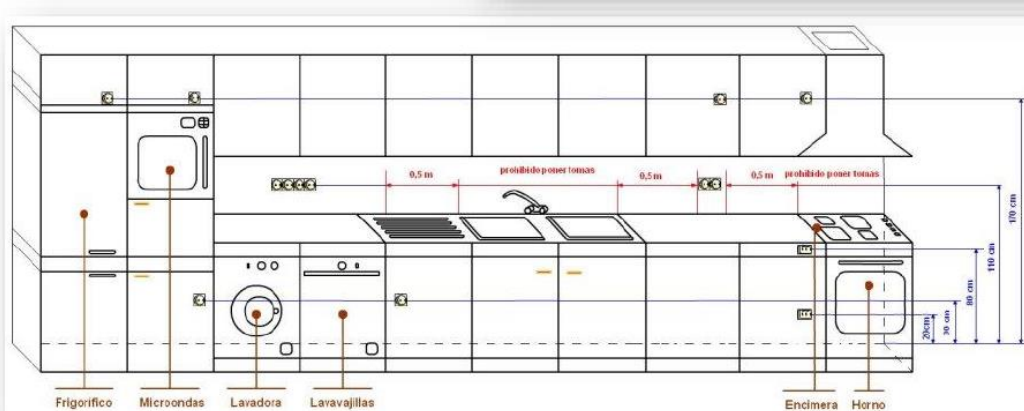 0,5 m
prohibido poner tomas
0,5 m
0,5 m
prohibido poner tomas
170 cm
110 cm
80 cm
30 cm
20cm
Frigorífico
Microondas
Lavadora
Lavavajillas
Encimera
Horno